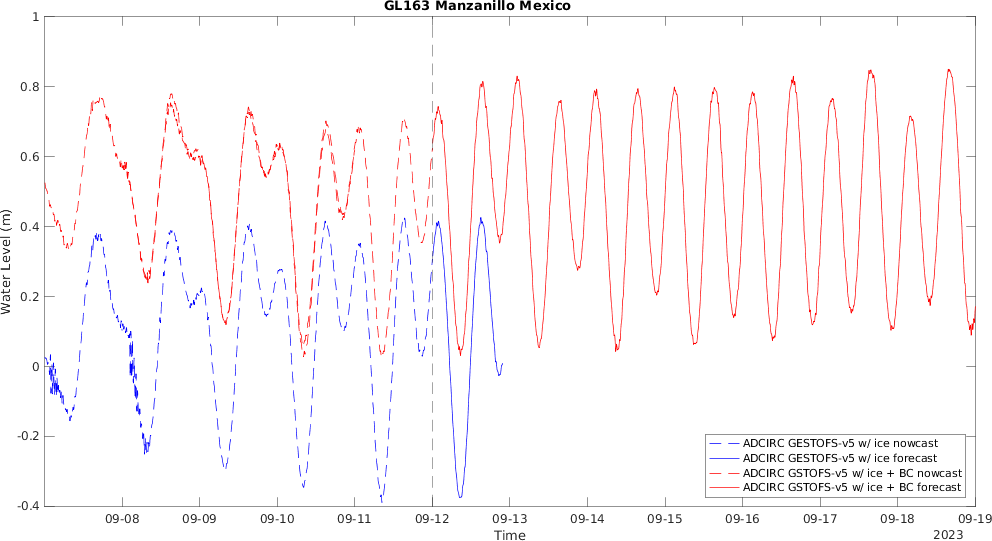 GL163 Manzanillo Mexico
1
0.8
0.6
0.4
0.2
0
-0.2
-0.4
Water Level (m)
09-08 09-09 09-10 09-11 09-12 09-13 09-14 09-15 09-16 09-17 09-18 09-19
Time
2023
ADCIRC GESTOFS-v5 w/ ice nowcast
ADCIRC GESTOFS-v5 w/ ice forecast
ADCIRC GSTOFS-v5 w/ ice + BC nowcast
ADCIRC GSTOFS-v5 w/ ice + BC forecast